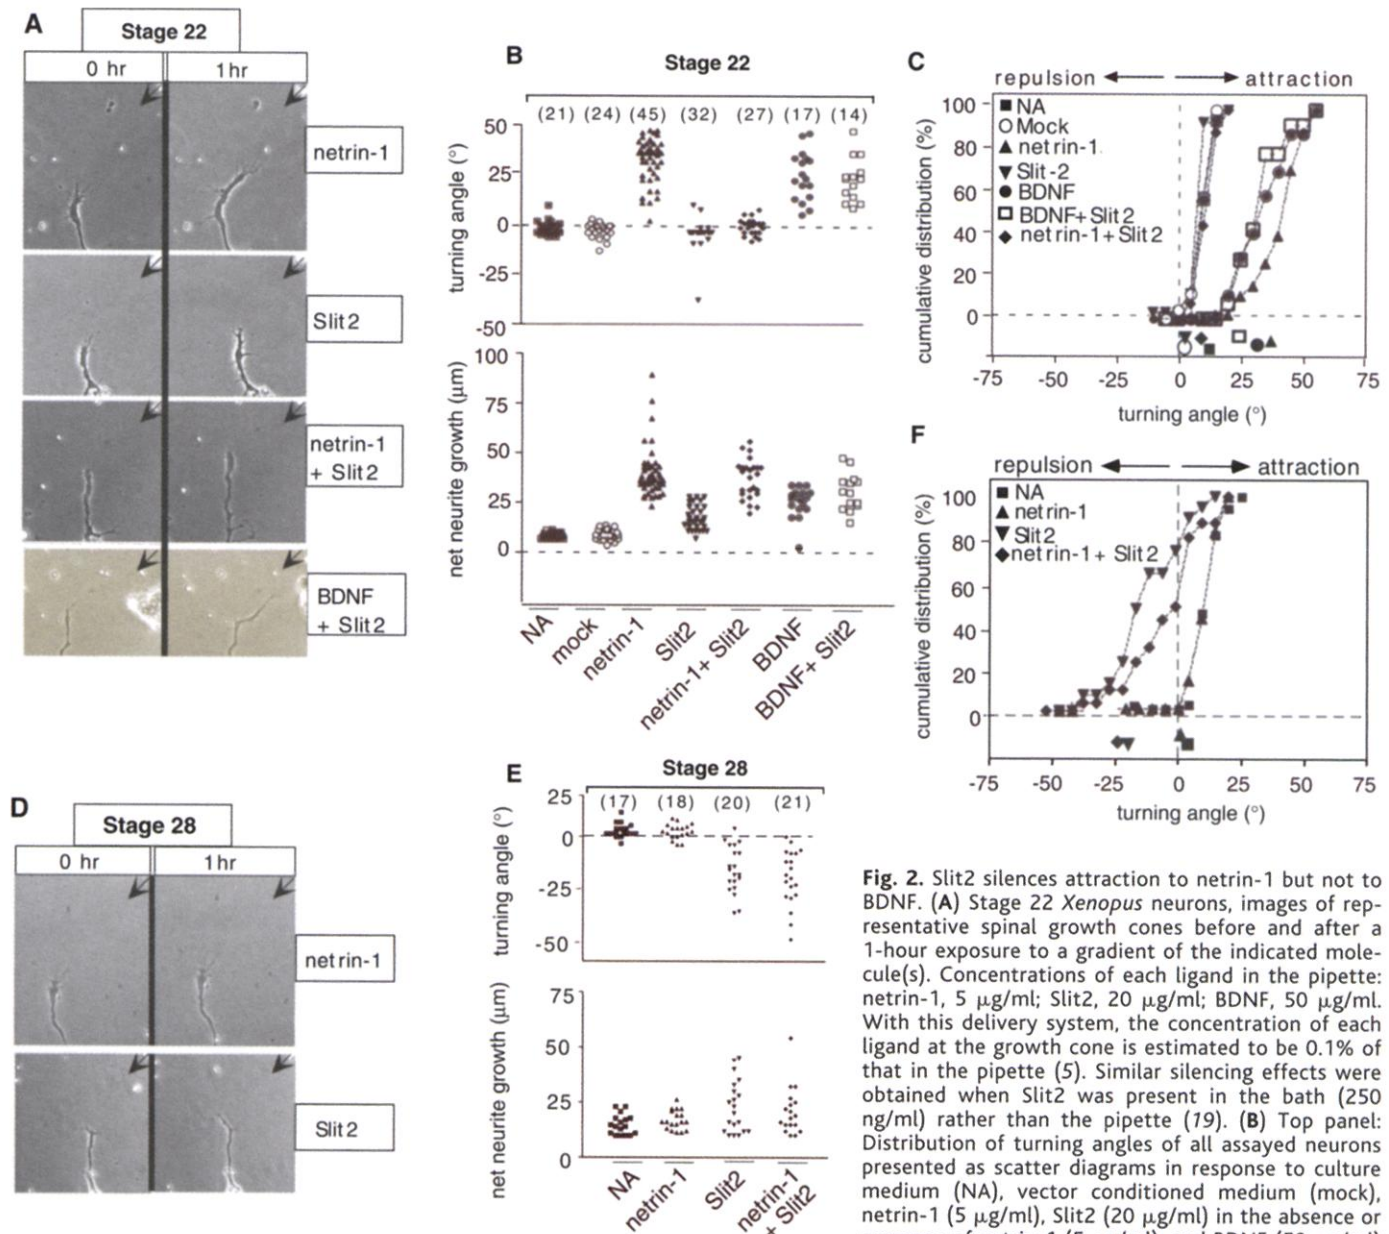 A
Stage 22
0 hr
1hr
netrin-1
Slit2
netrin-1
+ Slit2
BDNF
+ Slit2
B
Stage 22
(21) (24) (45) (32) (27) (17) (14)
turning angle (°)
50
25
0
-25
-50
net neurite growth (μm)
100
75
50
25
0
NA
mock
netrin-1
Slit2
netrin-1+ Slit2
BDNF
BDNF+ Slit2
C
repulsion
attraction
cumulative distribution (%)
100
80
60
40
20
0
NA
Mock
netrin-1
Slit-2
BDNF
BDNF+Slit2
netrin-1+Slit2
-75 -50 -25 0 25 50 75
turning angle (°)
F
repulsion
attraction
cumulative distribution (%)
100
80
60
40
20
0
NA
netrin-1
Slit2
netrin-1+ Slit2
-75 -50 -25 0 25 50 75
turning angle (°)
D
Stage 28
0 hr
1hr
netrin-1
Slit2
E
Stage 28
(17) (18) (20) (21)
turning angle (°)
25
0
-25
-50
net neurite growth (μm)
75
50
25
0
NA
netrin-1
Slit2
netrin-1
+ Slit2
Fig. 2. Slit2 silences attraction to netrin-1 but not to
BDNF. (A) Stage 22 Xenopus neurons, images of rep-
resentative spinal growth cones before and after a
1-hour exposure to a gradient of the indicated mole-
cule(s). Concentrations of each ligand in the pipette:
netrin-1, 5 μg/ml; Slit2, 20 μg/ml; BDNF, 50 μg/ml.
With this delivery system, the concentration of each
ligand at the growth cone is estimated to be 0.1% of
that in the pipette (5). Similar silencing effects were
obtained when Slit2 was present in the bath (250
ng/ml) rather than the pipette (19). (B) Top panel:
Distribution of turning angles of all assayed neurons
presented as scatter diagrams in response to culture
medium (NA), vector conditioned medium (mock),
netrin-1 (5 μg/ml), Slit2 (20 μg/ml) in the absence or